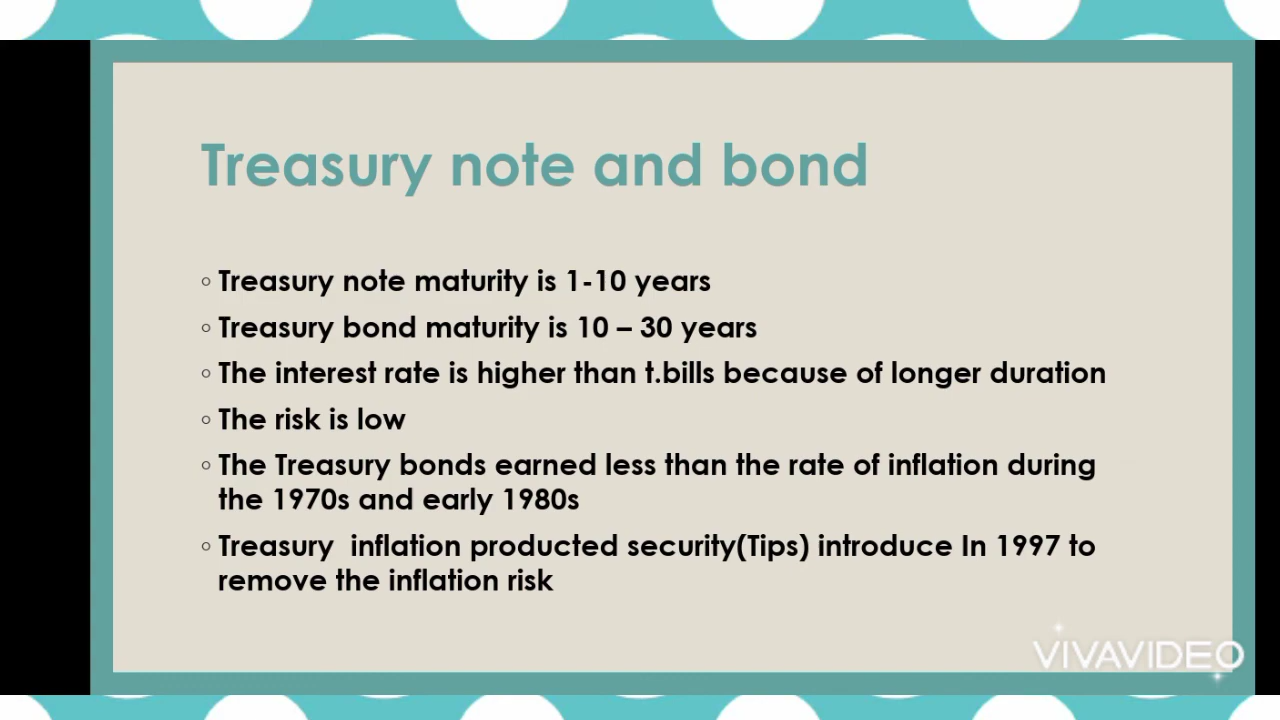 Treasury note and bond
◦ Treasury note maturity is 1-10 years
◦ Treasury bond maturity is 10 – 30 years
◦ The interest rate is higher than t.bills because of longer duration
◦ The risk is low
◦ The Treasury bonds earned less than the rate of inflation during
the 1970s and early 1980s
◦ Treasury  inflation producted security(Tips) introduce In 1997 to
remove the inflation risk
VIVAVIDEO